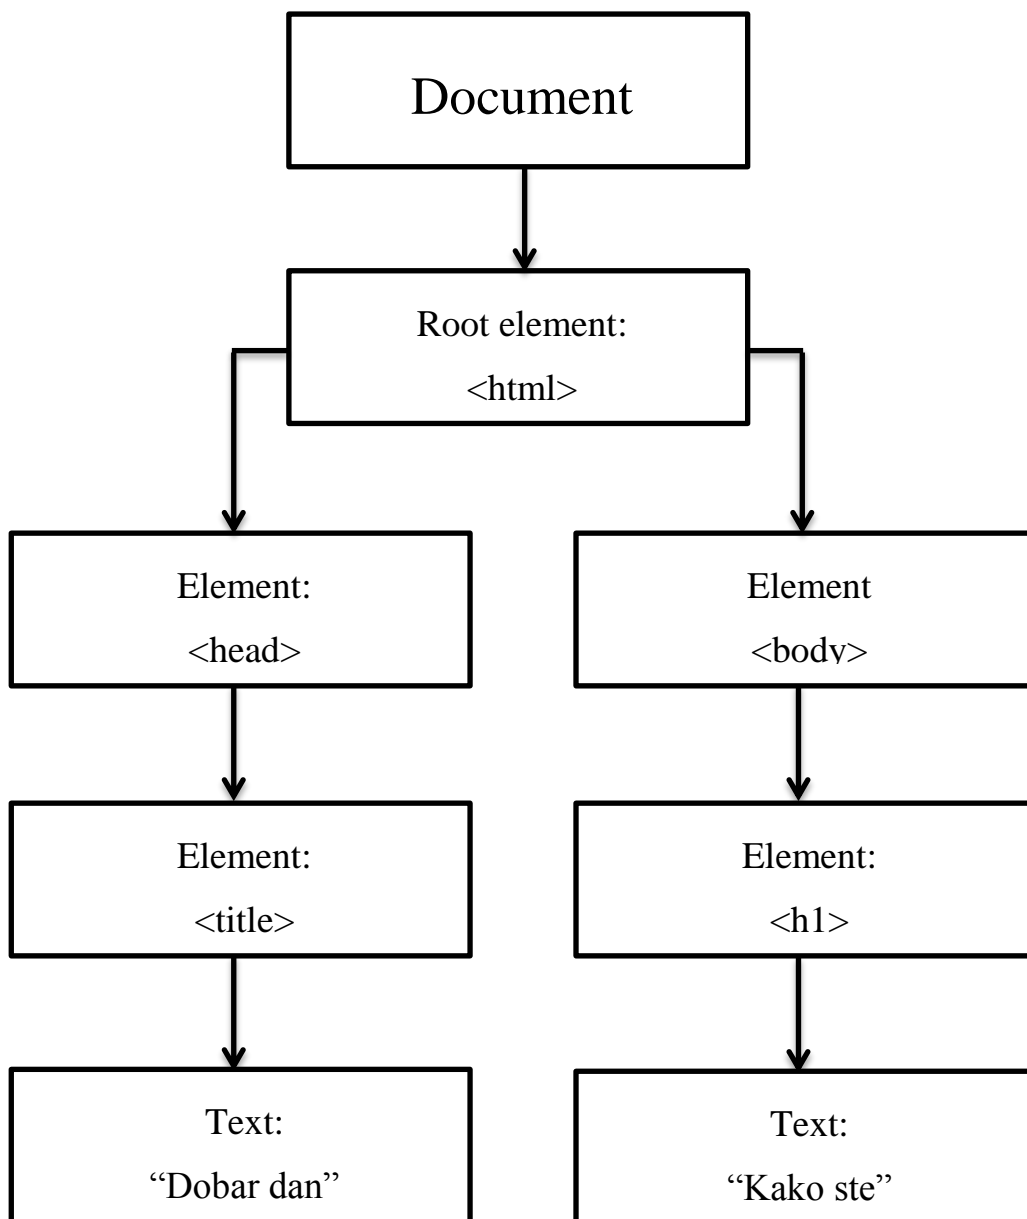 Document
Root element:
<html>
Element:
<head>
Element
<body>
Element:
<title>
Element:
<h1>
Text:
“Dobar dan”
Text:
“Kako ste”